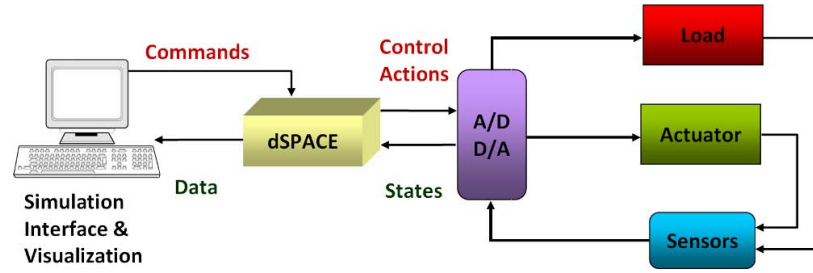 Commands
Control
Actions
Load
A/D
D/A
dSPACE
Actuator
Data
States
Simulation
Interface &
Visualization
Sensors